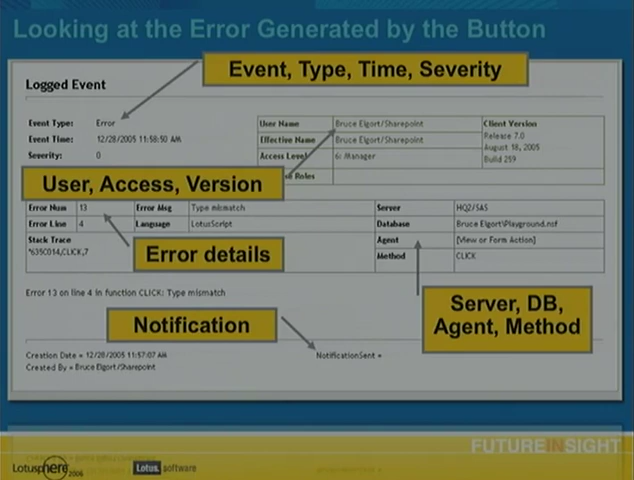 Looking at the Error Generated by the Button
Event, Type, Time, Severity
Logged Event
Event Type: Error
Event Time: 12/28/2005 11:58:50 AM
Severity: 0
User Name Bruce Elgort/Sharepoint
Effective Name Bruce Elgort/Sharepoint
Access Level 6: Manager
Roles
Client Version
Release 7.0
August 18, 2005
Build 259
User, Access, Version
Error Num 13 Error Msg Type mismatch
Error Line 4 Language LotusScript
Stack Trace
Server HQ2/SAS
Database Bruce Elgort\Playground.nsf
Agent [View or Form Action]
Method CLICK
Error details
Error 13 on line 4 in function CLICK: Type mismatch
Server, DB,
Agent, Method
Notification
Creation Date = 12/28/2005 11:57:07 AM
Created By = Bruce Elgort/Sharepoint
NotificationSent =
FUTUREINSIGHT
Lotusphere 2006
Lotus. software